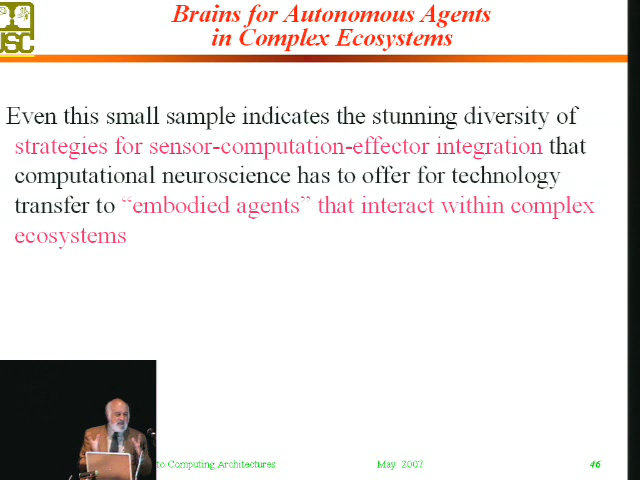 USC
Brains for Autonomous Agents
in Complex Ecosystems
Even this small sample indicates the stunning diversity of
strategies for sensor-computation-effector integration that
computational neuroscience has to offer for technology
transfer to “embodied agents” that interact within complex
ecosystems
to Computing Architectures May 2007 46